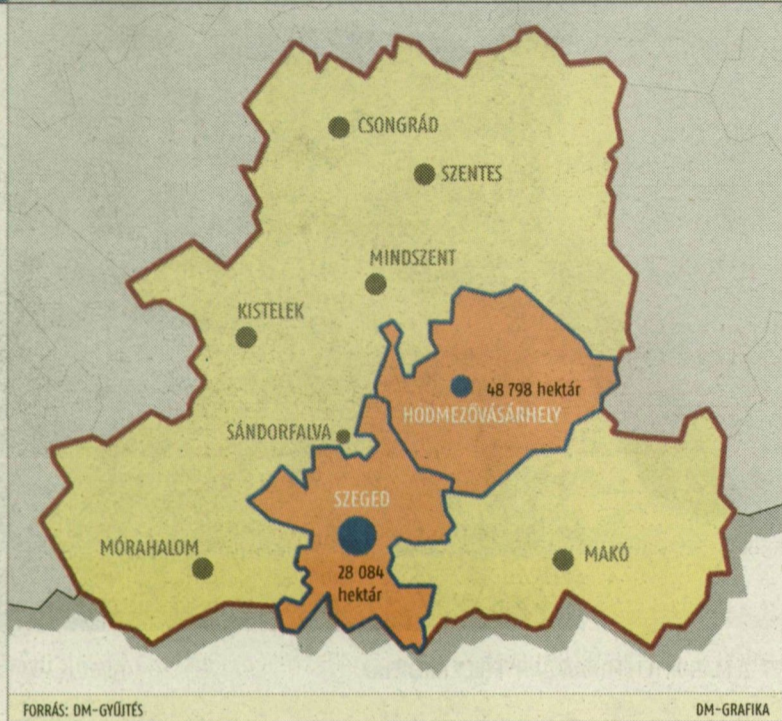 CSONGRÁD
SZENTES
MINDSZENT
KISTELEK
48 798 hektár
HÓDMEZŐVÁSÁRHELY
SÁNDORFALVA
SZEGED
MÓRAHALOM
MAKÓ
28 084
hektár
FORRÁS: DM-GYŰJTÉS
DM-GRAFIKA